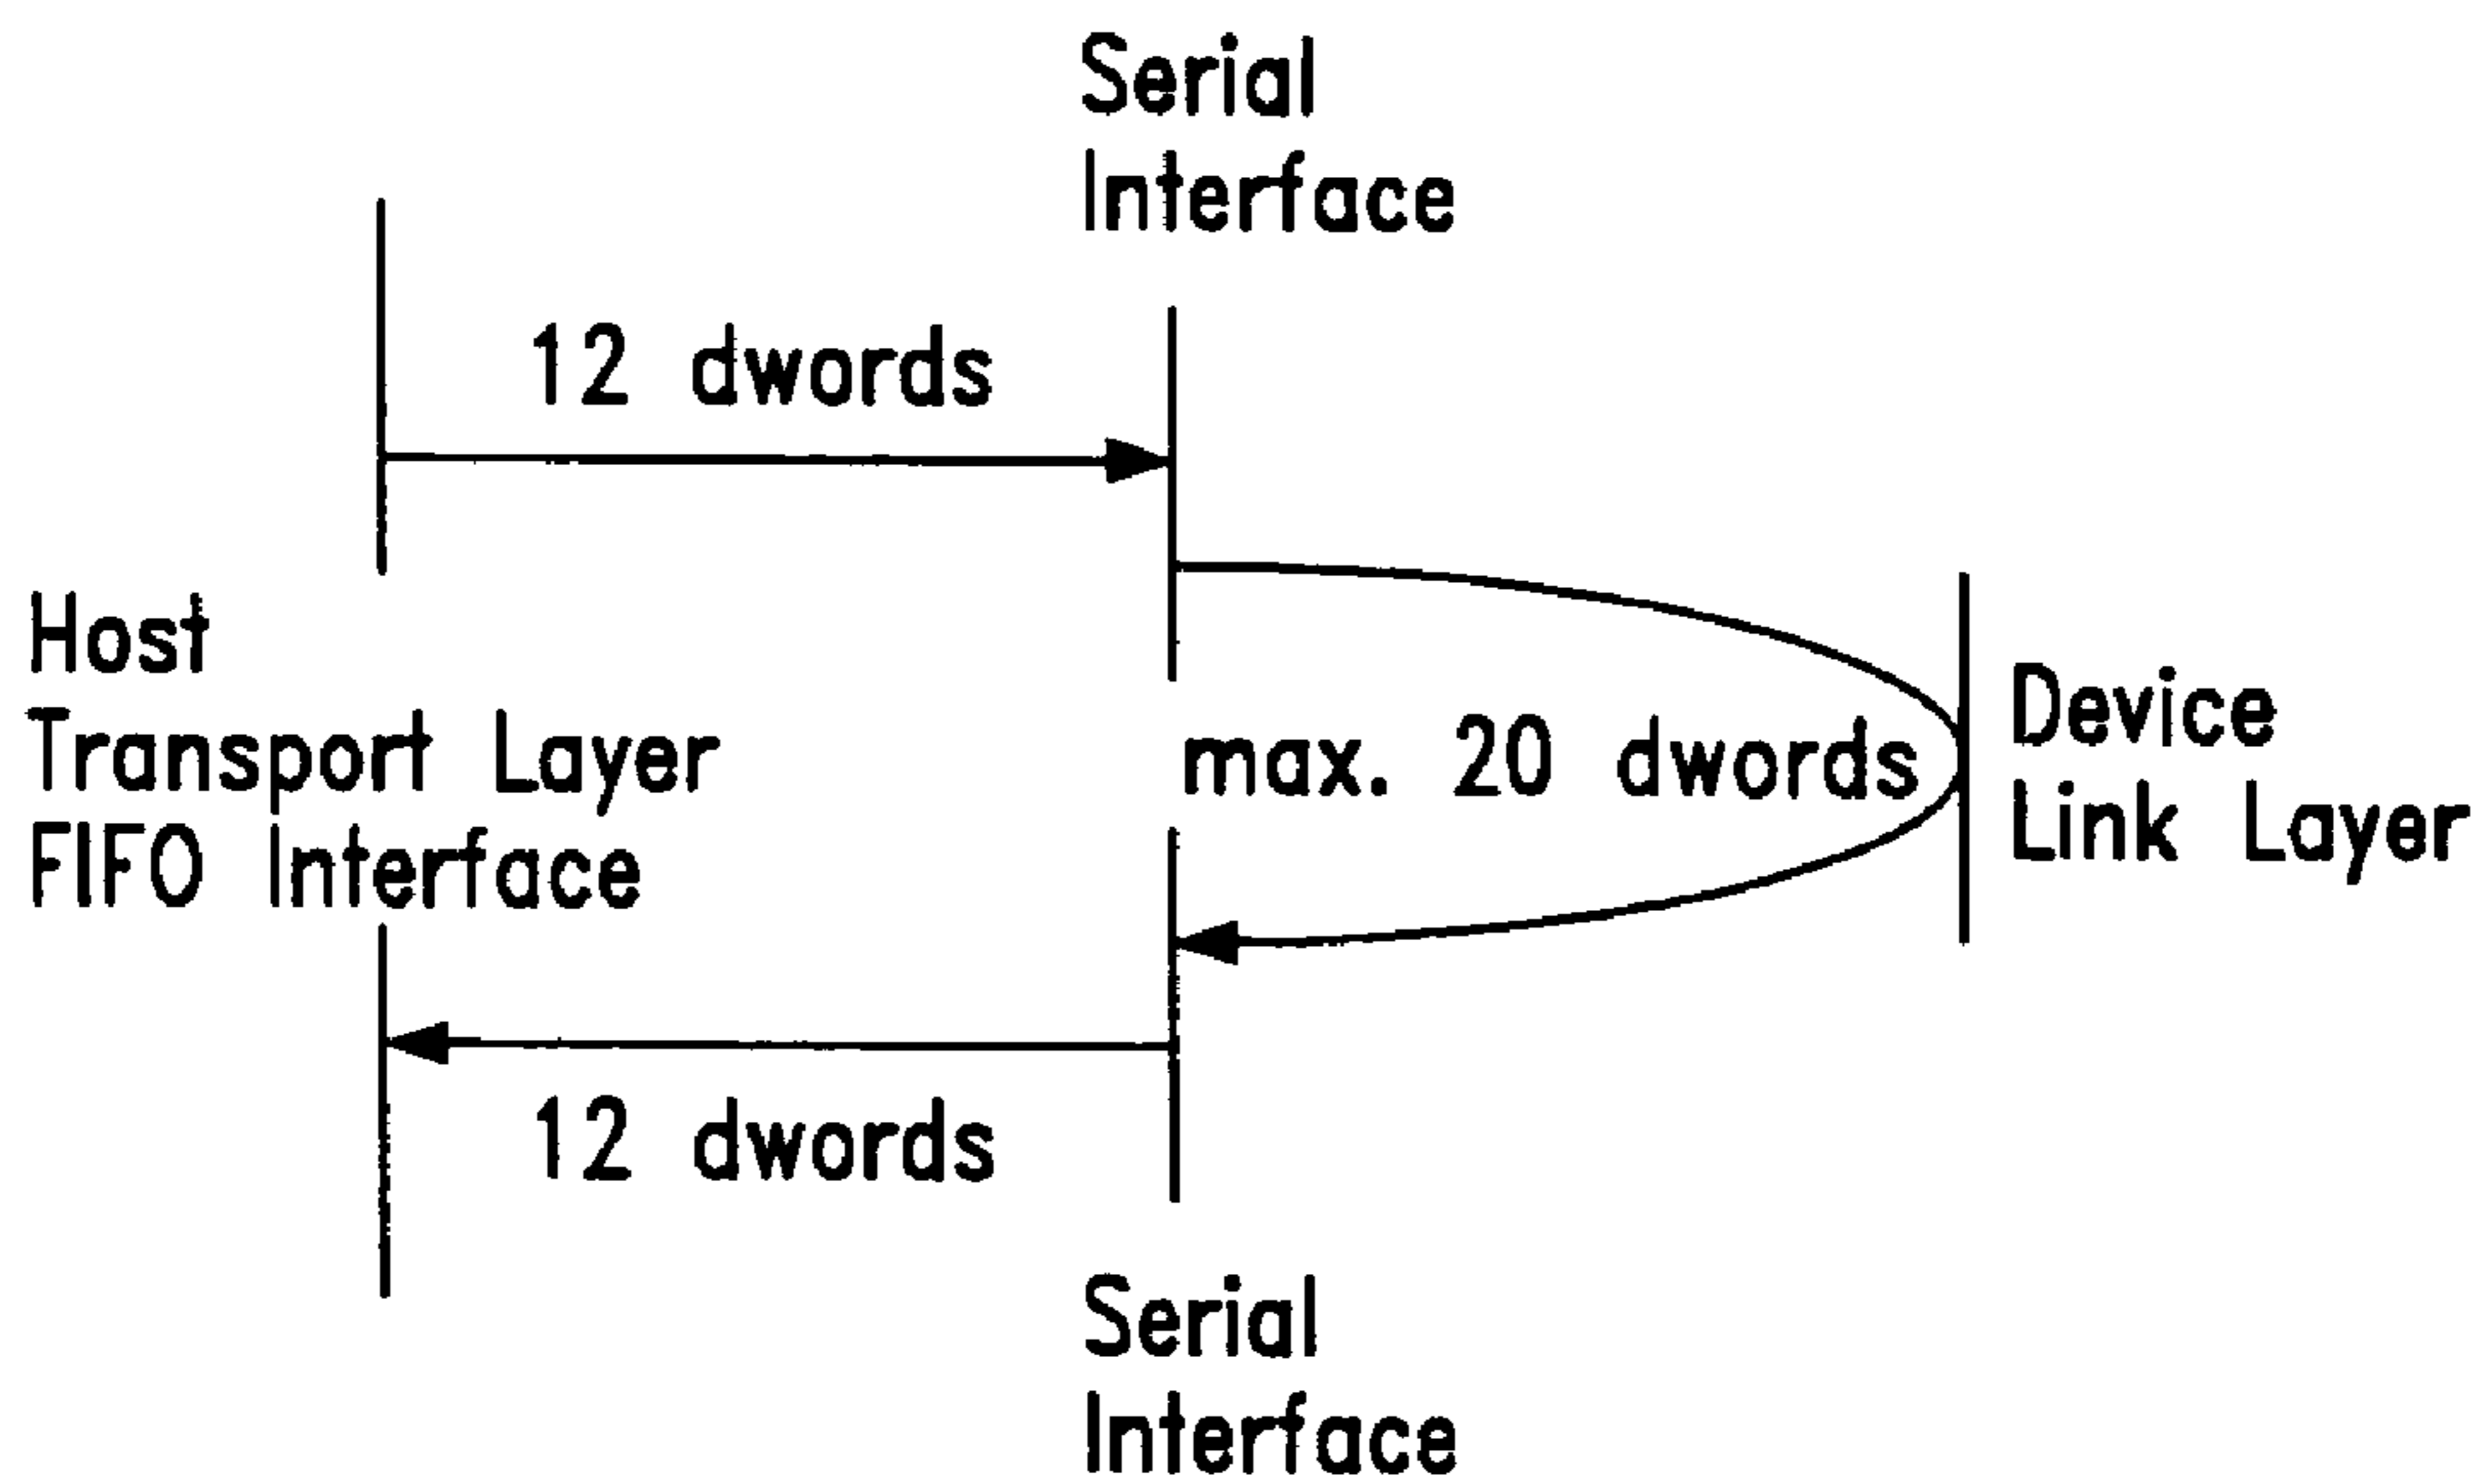 Serial
Interface
12 dwords
Host
Transport Layer
FIFO Interface
max. 20 dwords
Device
Link Layer
12 dwords
Serial
Interface